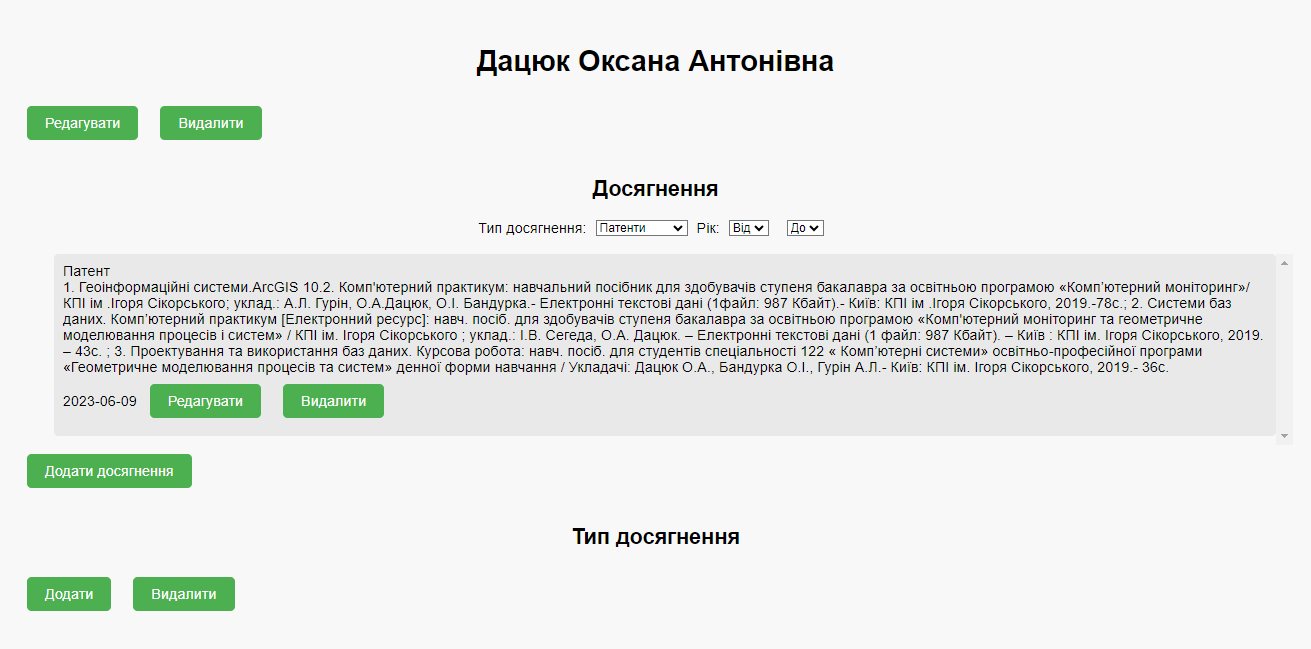 Дацюк Оксана Антонівна
Редагувати Видалити
Досягнення
Тип досягнення: Патенти Рік: Від До
Патент
1. Геоінформаційні системи.ArcGIS 10.2. Комп'ютерний практикум: навчальний посібник для здобувачів ступеня бакалавра за освітньою програмою «Комп’ютерний моніторинг»/
КПІ ім .Ігоря Сікорського; уклад.: А.Л. Гурін, О.А.Дацюк, О.І. Бандурка.- Електронні текстові дані (1файл: 987 Кбайт).- Київ: КПІ ім .Ігоря Сікорського, 2019.-78с.; 2. Системи баз
даних. Комп’ютерний практикум [Електронний ресурс]: навч. посіб. для здобувачів ступеня бакалавра за освітньою програмою «Комп'ютерний моніторинг та геометричне
моделювання процесів і систем» / КПІ ім. Ігоря Сікорського ; уклад.: І.В. Сегеда, О.А. Дацюк. – Електронні текстові дані (1 файл: 987 Кбайт). – Київ : КПІ ім. Ігоря Сікорського, 2019.
– 43с. ; 3. Проектування та використання баз даних. Курсова робота: навч. посіб. для студентів спеціальності 122 « Комп’ютерні системи» освітньо-професійної програми
«Геометричне моделювання процесів та систем» денної форми навчання / Укладачі: Дацюк О.А., Бандурка О.І., Гурін А.Л.- Київ: КПІ ім. Ігоря Сікорського, 2019.- 36с.
2023-06-09 Редагувати Видалити
Додати досягнення
Тип досягнення
Додати Видалити